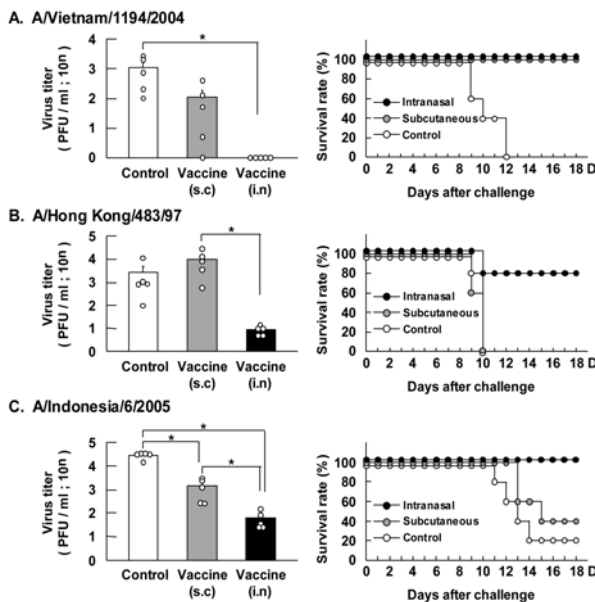 A. A/Vietnam/1194/2004
Virus titer
( PFU / ml ; 10n )
4
3
2
1
0
*
Control
Vaccine
(s.c)
Vaccine
(i.n)
Survival rate (%)
100
80
60
40
20
0
Intranasal
Subcutaneous
Control
0 2 4 6 8 10 12 14 16 18 D
Days after challenge
B. A/Hong Kong/483/97
Virus titer
( PFU / ml ; 10n )
5
4
3
2
1
0
*
Control
Vaccine
(s.c)
Vaccine
(i.n)
Survival rate (%)
100
80
60
40
20
0
Intranasal
Subcutaneous
Control
0 2 4 6 8 10 12 14 16 18 D
Days after challenge
C. A/Indonesia/6/2005
Virus titer
( PFU / ml ; 10n )
5
4
3
2
1
0
*
*
*
Control
Vaccine
(s.c)
Vaccine
(i.n)
Survival rate (%)
100
80
60
40
20
0
Intranasal
Subcutaneous
Control
0 2 4 6 8 10 12 14 16 18 D
Days after challenge